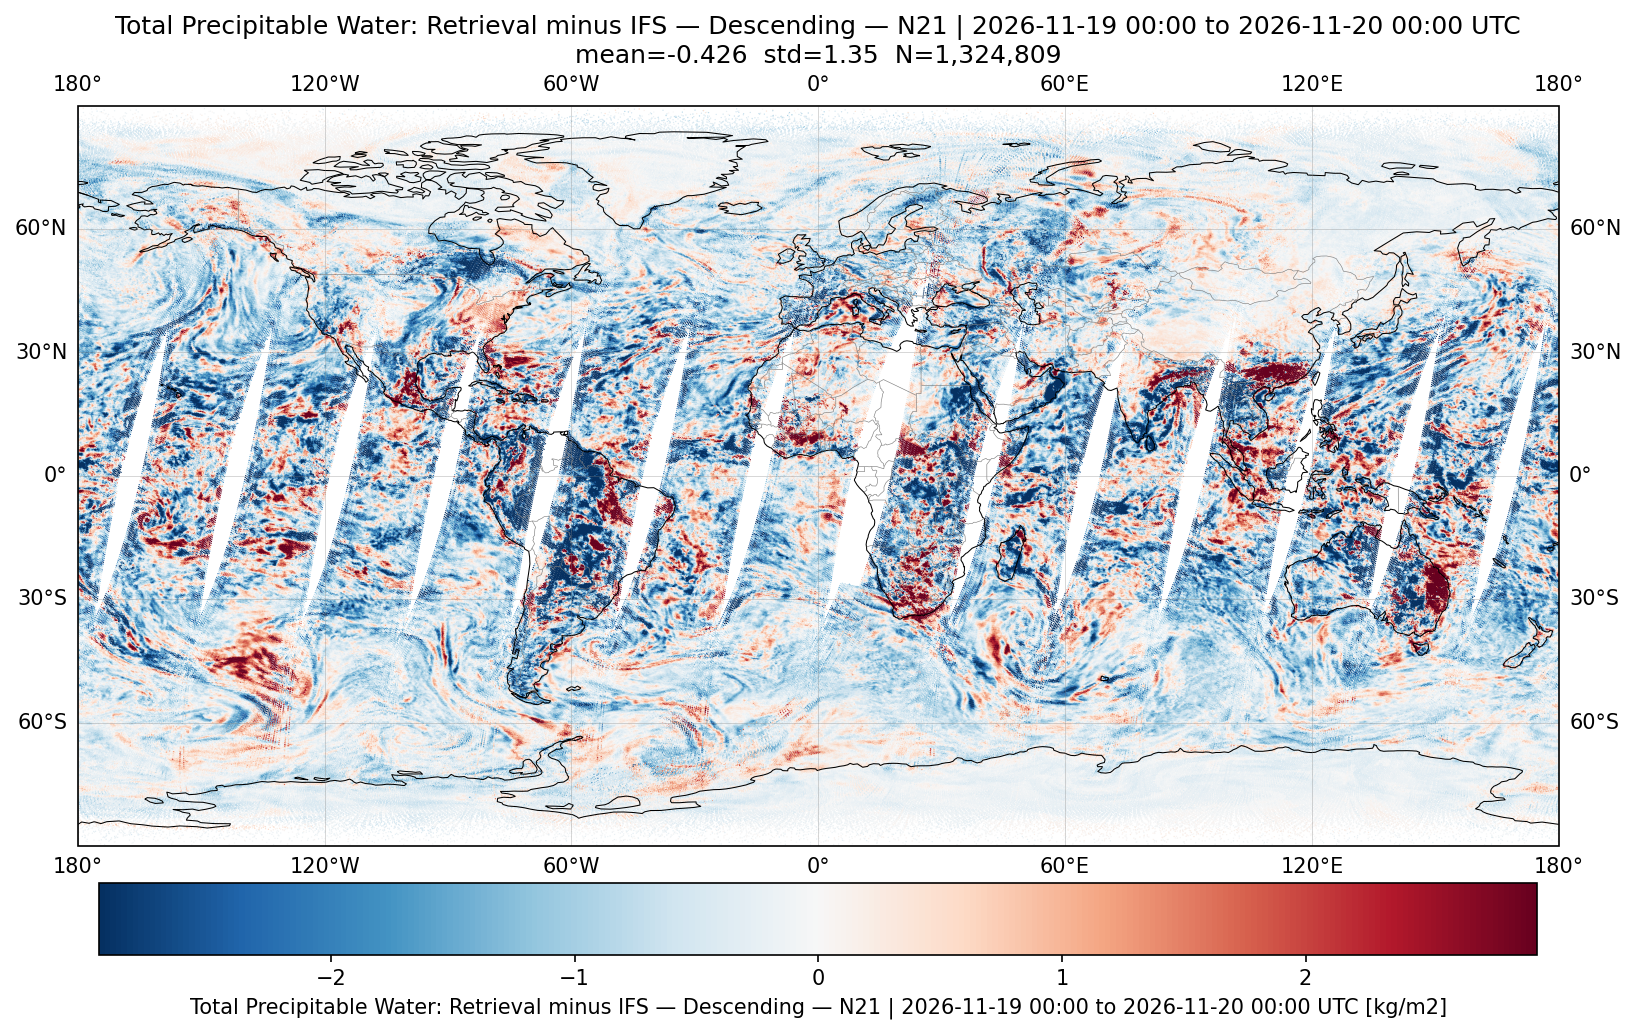 Total Precipitable Water: Retrieval minus IFS — Descending — N21 | 2026-11-19 00:00 to 2026-11-20 00:00 UTC
mean=-0.426  std=1.35  N=1,324,809
180° 120°W 60°W 0° 60°E 120°E 180°
60°N 60°N
30°N 30°N
0° 0°
30°S 30°S
60°S 60°S
180° 120°W 60°W 0° 60°E 120°E 180°
−2 −1 0 1 2
Total Precipitable Water: Retrieval minus IFS — Descending — N21 | 2026-11-19 00:00 to 2026-11-20 00:00 UTC [kg/m2]